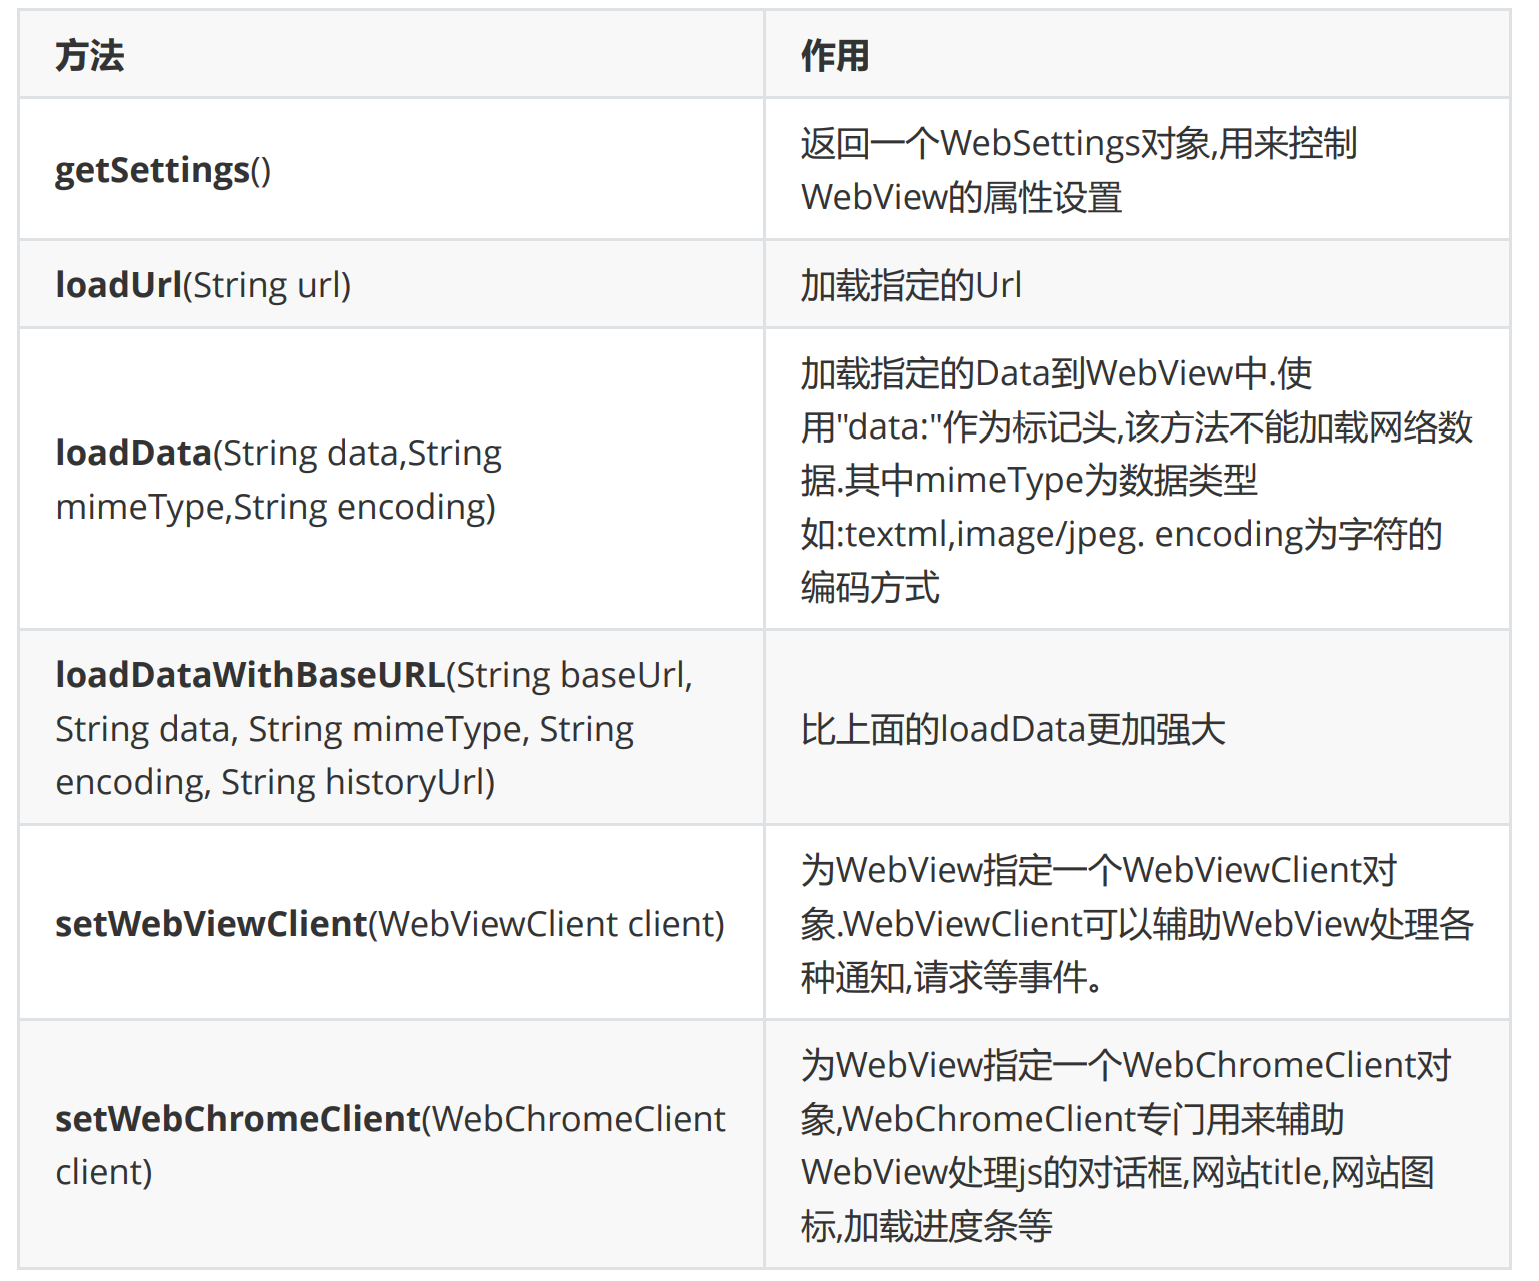 方法
作用
getSettings()
返回一个WebSettings对象,用来控制
WebView的属性设置
loadUrl(String url)
加载指定的Url
loadData(String data,String
mimeType,String encoding)
加载指定的Data到WebView中.使
用"data:"作为标记头,该方法不能加载网络数
据.其中mimeType为数据类型
如:textml,image/jpeg. encoding为字符的
编码方式
loadDataWithBaseURL(String baseUrl,
String data, String mimeType, String
encoding, String historyUrl)
比上面的loadData更加强大
setWebViewClient(WebViewClient client)
为WebView指定一个WebViewClient对
象.WebViewClient可以辅助WebView处理各
种通知,请求等事件。
setWebChromeClient(WebChromeClient
client)
为WebView指定一个WebChromeClient对
象,WebChromeClient专门用来辅助
WebView处理js的对话框,网站title,网站图
标,加载进度条等